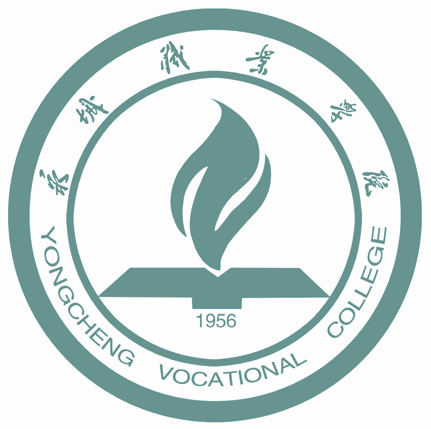 永城职业学院
1956
YONGCHENG VOCATIONAL COLLEGE